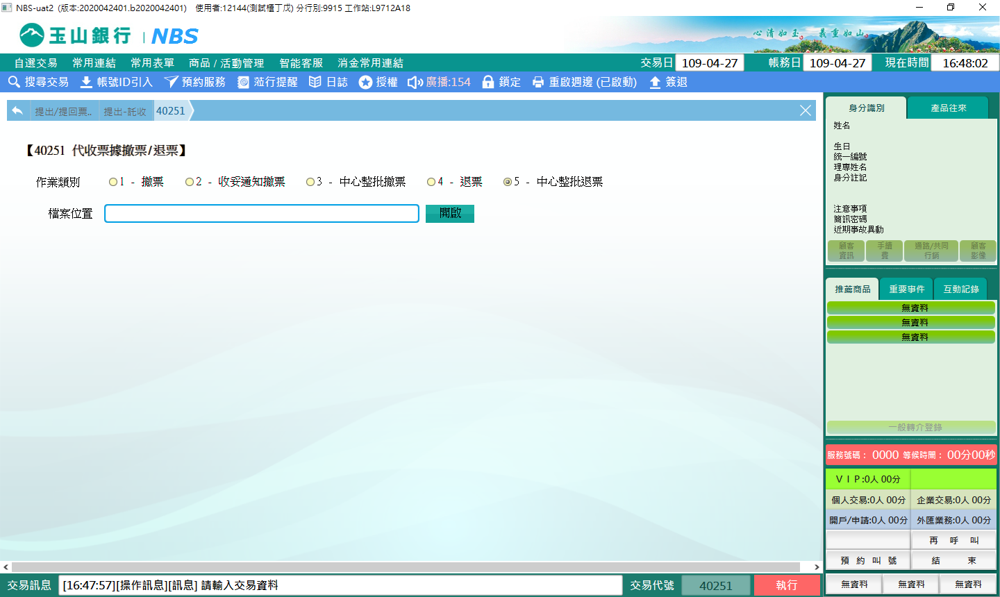 NBS-uat2 (版本:2020042401.b2020042401) 使用者:12144(測試櫃丁戊) 分行別:9915 工作站:L9712A18
玉山銀行 | NBS
心清如玉。義重如山。
自選交易 常用連結 常用表單 商品 / 活動管理 智能客服 消金常用連結 交易日 109-04-27 帳務日 109-04-27 現在時間 16:48:02
搜尋交易 帳號ID引入 預約服務 蒞行提醒 日誌 授權 廣播:154 鎖定 重啟週邊 (已啟動) 簽退
提出/提回票.. 提出-託收 40251
【40251 代收票據撤票/退票】
作業類別 1 - 撤票 2 - 收妥通知撤票 3 - 中心整批撤票 4 - 退票 5 - 中心整批退票
檔案位置 開啟
身分識別 產品往來
姓名
生日
統一編號
理專姓名
身分註記
注意事項
簡訊密碼
近期事故異動
顧客資訊 手續費 通路/共同行銷 顧客影像
推薦商品 重要事件 互動記錄
無資料
無資料
無資料
一般轉介登錄
服務號碼： 0000 等候時間： 00分00秒
ＶＩＰ:0人 00分
個人交易:0人 00分 企業交易:0人 00分
開戶/申請:0人 00分 外匯業務:0人 00分
再 呼 叫
預 約 叫 號 結 束
無資料 無資料 無資料
交易訊息 [16:47:57][操作訊息][訊息] 請輸入交易資料 交易代號 40251 執行